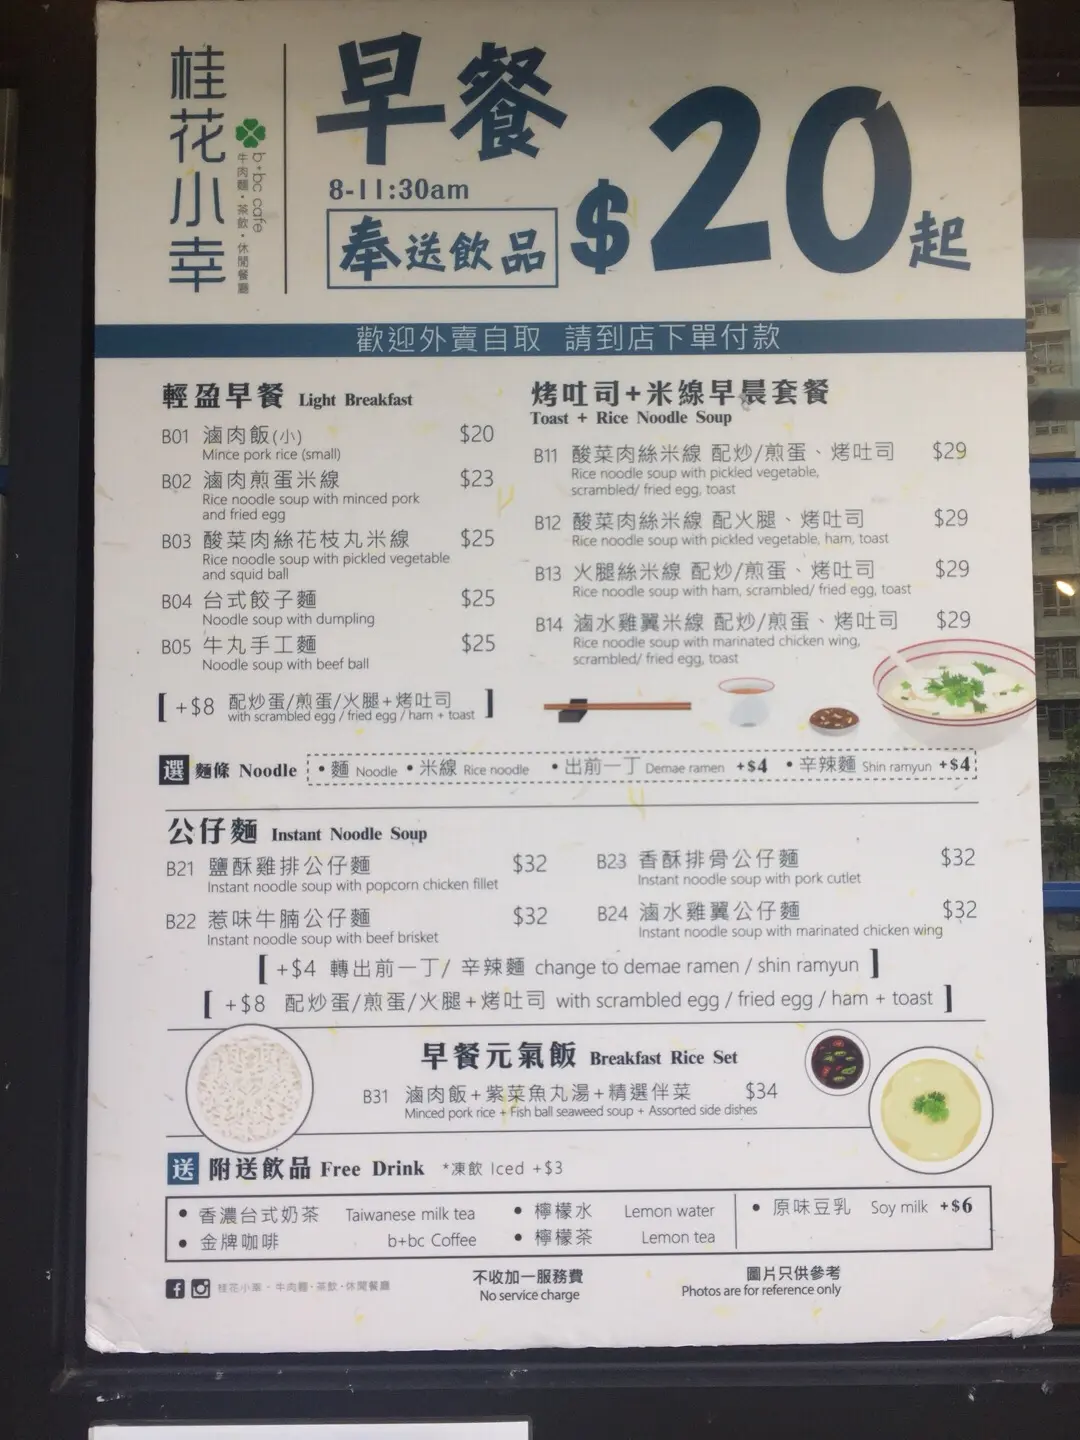 桂花小幸
b+bc cafe
牛肉麵・茶飲・休閒餐廳
早餐
8-11:30am
奉送飲品
$20起
歡迎外賣自取 請到店下單付款
輕盈早餐 Light Breakfast
B01 滷肉飯(小) $20
Mince pork rice (small)
B02 滷肉煎蛋米線 $23
Rice noodle soup with minced pork
and fried egg
B03 酸菜肉絲花枝丸米線 $25
Rice noodle soup with pickled vegetable
and squid ball
B04 台式餃子麵 $25
Noodle soup with dumpling
B05 牛丸手工麵 $25
Noodle soup with beef ball
[ +$8 配炒蛋/煎蛋/火腿+烤吐司 ]
with scrambled egg / fried egg / ham + toast
烤吐司+米線早晨套餐
Toast + Rice Noodle Soup
B11 酸菜肉絲米線 配炒/煎蛋、烤吐司 $29
Rice noodle soup with pickled vegetable,
scrambled/ fried egg, toast
B12 酸菜肉絲米線 配火腿、烤吐司 $29
Rice noodle soup with pickled vegetable, ham, toast
B13 火腿絲米線 配炒/煎蛋、烤吐司 $29
Rice noodle soup with ham, scrambled/ fried egg, toast
B14 滷水雞翼米線 配炒/煎蛋、烤吐司 $29
Rice noodle soup with marinated chicken wing,
scrambled/ fried egg, toast
選 麵條 Noodle •麵 Noodle •米線 Rice noodle •出前一丁 Demae ramen +$4 •辛辣麵 Shin ramyun +$4
公仔麵 Instant Noodle Soup
B21 鹽酥雞排公仔麵 $32
Instant noodle soup with popcorn chicken fillet
B22 惹味牛腩公仔麵 $32
Instant noodle soup with beef brisket
B23 香酥排骨公仔麵 $32
Instant noodle soup with pork cutlet
B24 滷水雞翼公仔麵 $32
Instant noodle soup with marinated chicken wing
[ +$4 轉出前一丁/ 辛辣麵 change to demae ramen / shin ramyun ]
[ +$8 配炒蛋/煎蛋/火腿+烤吐司 with scrambled egg / fried egg / ham + toast ]
早餐元氣飯 Breakfast Rice Set
B31 滷肉飯+紫菜魚丸湯+精選伴菜 $34
Minced pork rice + Fish ball seaweed soup + Assorted side dishes
送 附送飲品 Free Drink *凍飲 Iced +$3
• 香濃台式奶茶 Taiwanese milk tea
• 金牌咖啡 b+bc Coffee
• 檸檬水 Lemon water
• 檸檬茶 Lemon tea
• 原味豆乳 Soy milk +$6
桂花小幸・牛肉麵・茶飲・休閒餐廳
不收加一服務費
No service charge
圖片只供參考
Photos are for reference only